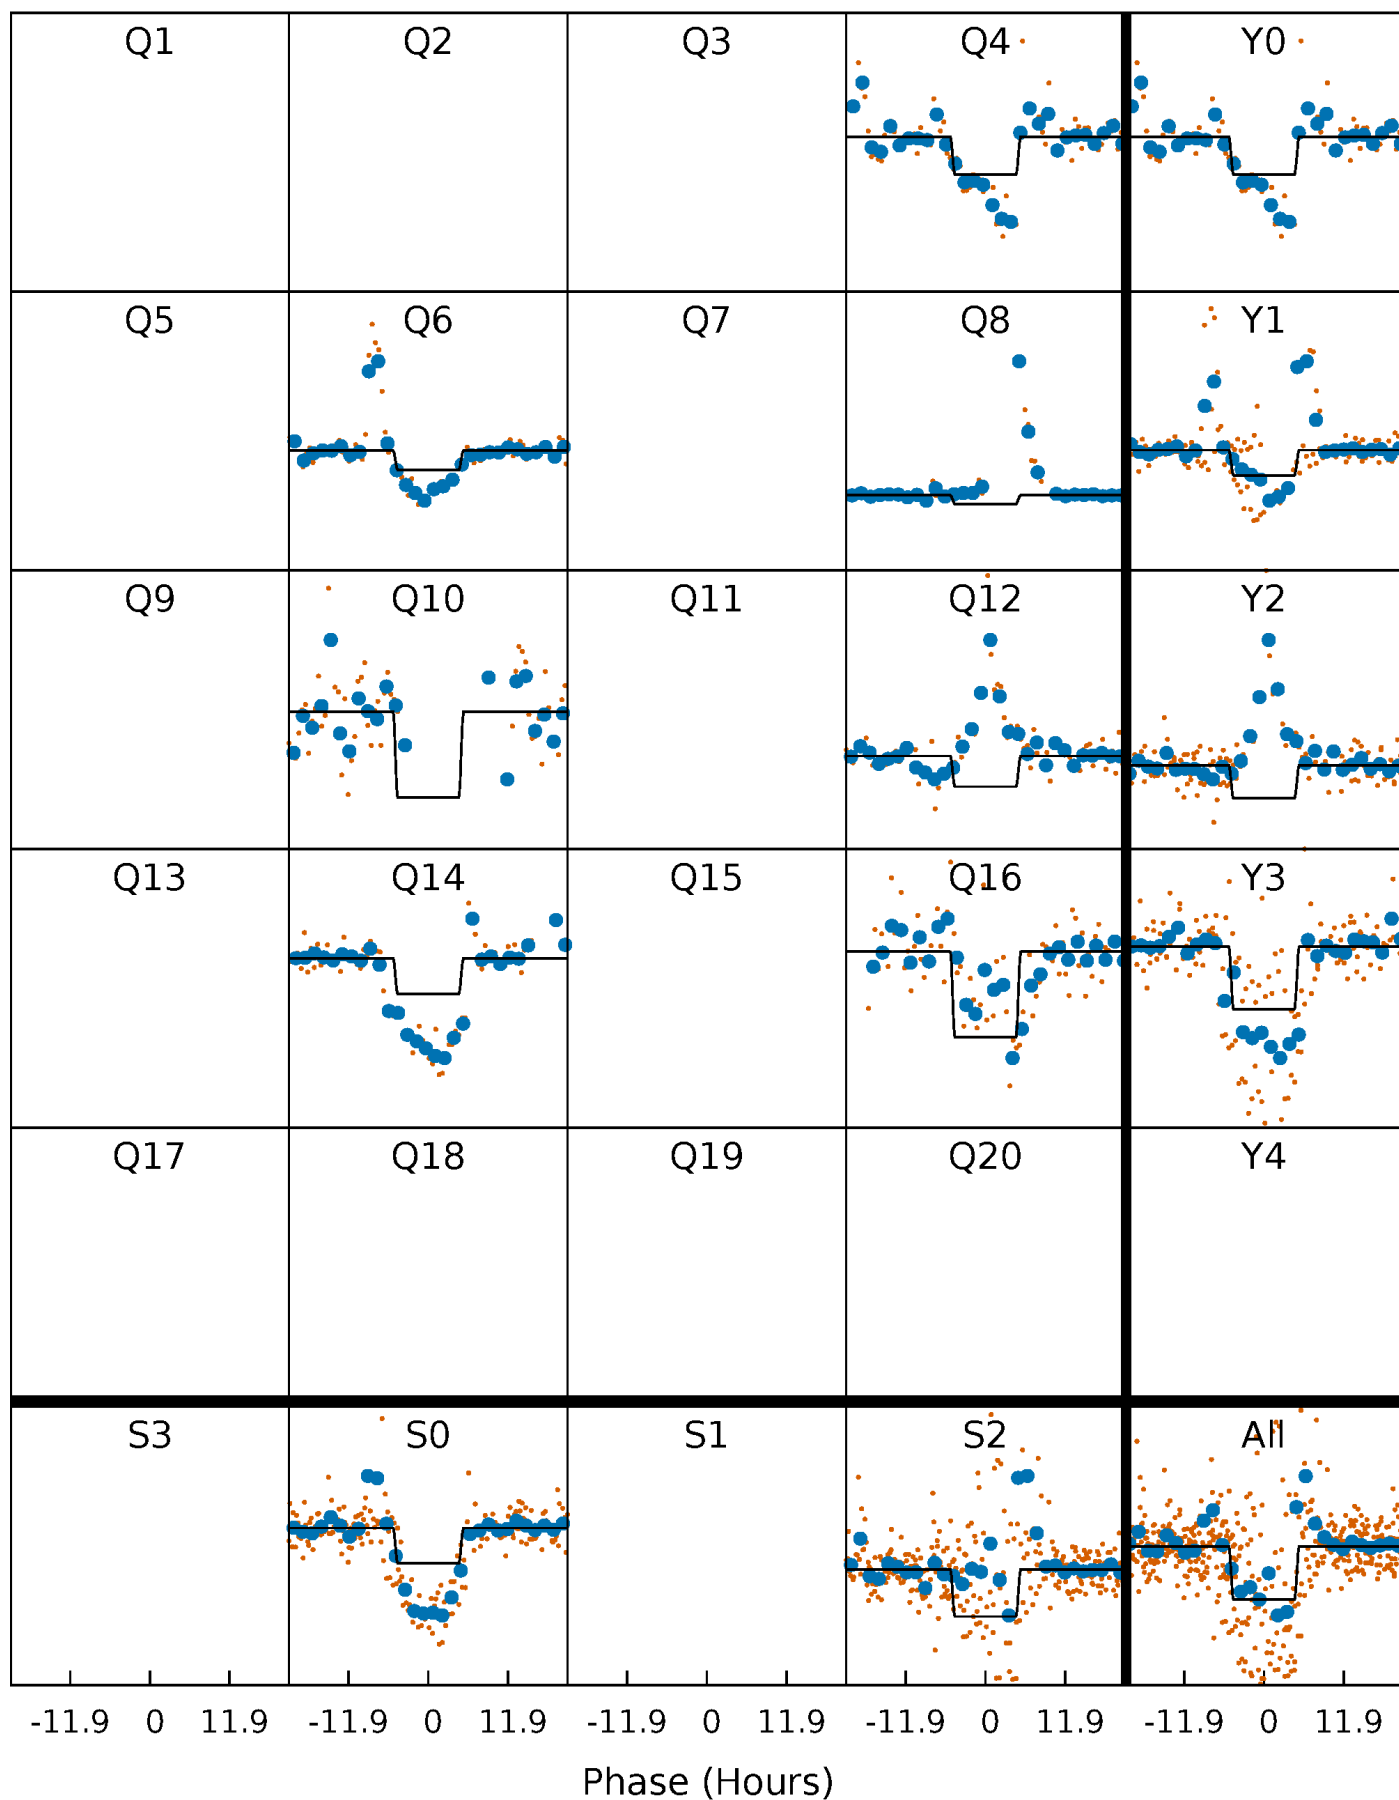 Q1 Q2 Q3 Q4 Y0
Q5 Q6 Q7 Q8 Y1
Q9 Q10 Q11 Q12 Y2
Q13 Q14 Q15 Q16 Y3
Q17 Q18 Q19 Q20 Y4
S3 S0 S1 S2 All
-11.9 0 11.9 -11.9 0 11.9 -11.9 0 11.9 -11.9 0 11.9 -11.9 0 11.9
Phase (Hours)